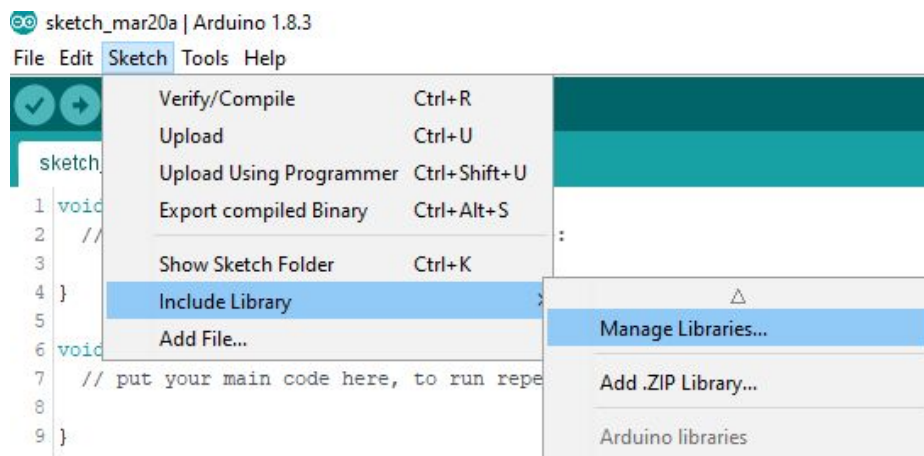 sketch_mar20a | Arduino 1.8.3
File Edit Sketch Tools Help
Verify/Compile Ctrl+R
Upload Ctrl+U
Upload Using Programmer Ctrl+Shift+U
Export compiled Binary Ctrl+Alt+S
Show Sketch Folder Ctrl+K
Include Library
Add File...
Manage Libraries...
Add .ZIP Library...
Arduino libraries
sketch_
1 void
2 // :
3
4 }
5
6 void
7 // put your main code here, to run repe
8
9 }